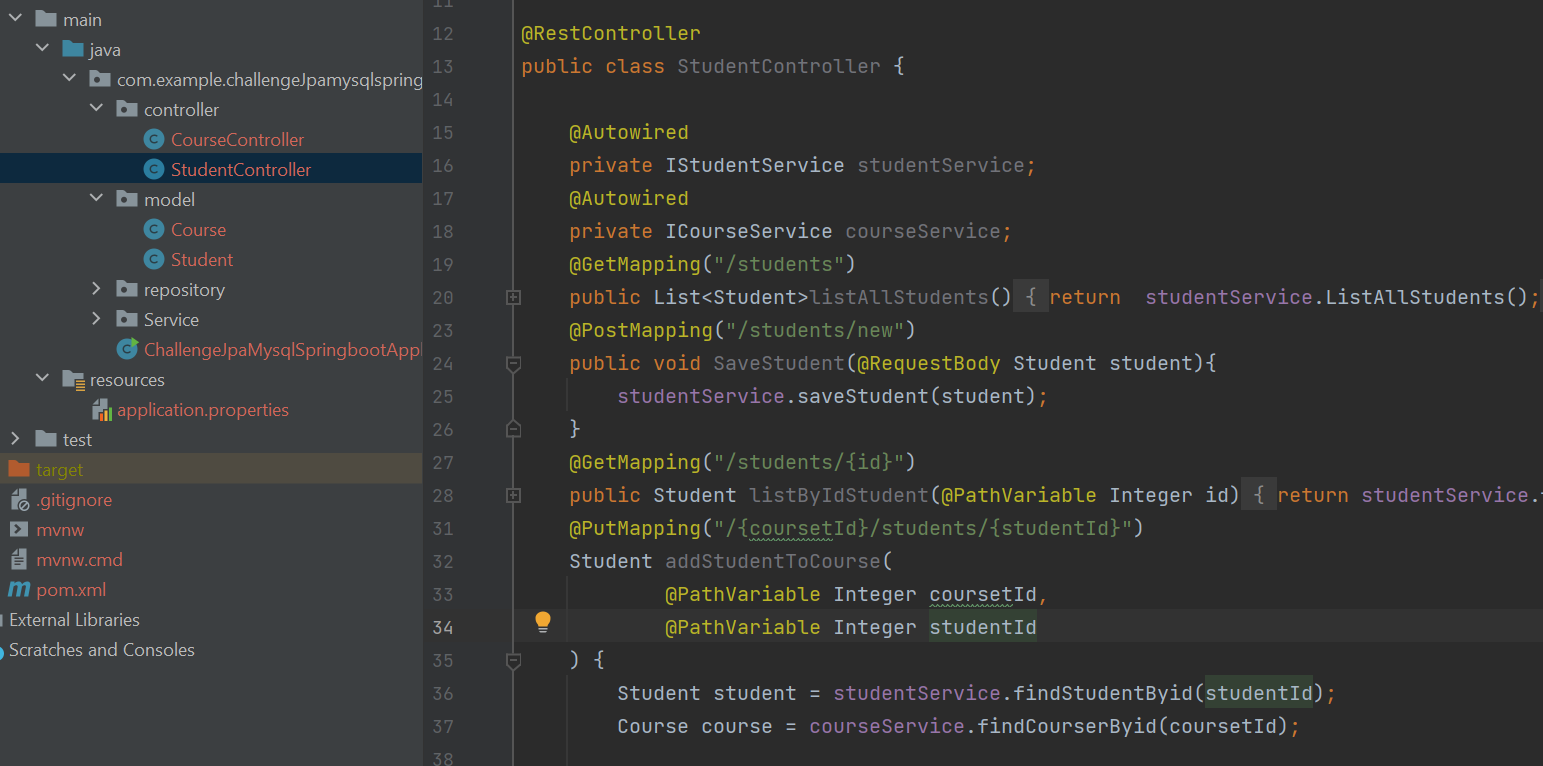 main
java
com.example.challengeJpamysqlspring
controller
CourseController
StudentController
model
Course
Student
repository
Service
ChallengeJpaMysqlSpringbootAppl
resources
application.properties
test
target
.gitignore
mvnw
mvnw.cmd
pom.xml
External Libraries
Scratches and Consoles
11
12 @RestController
13 public class StudentController {
14
15 @Autowired
16 private IStudentService studentService;
17 @Autowired
18 private ICourseService courseService;
19 @GetMapping("/students")
20 public List<Student>listAllStudents() { return studentService.ListAllStudents();
23 @PostMapping("/students/new")
24 public void SaveStudent(@RequestBody Student student){
25 studentService.saveStudent(student);
26 }
27 @GetMapping("/students/{id}")
28 public Student listByIdStudent(@PathVariable Integer id) { return studentService.
31 @PutMapping("/{coursetId}/students/{studentId}")
32 Student addStudentToCourse(
33 @PathVariable Integer coursetId,
34 @PathVariable Integer studentId
35 ) {
36 Student student = studentService.findStudentByid(studentId);
37 Course course = courseService.findCourserByid(coursetId);
38